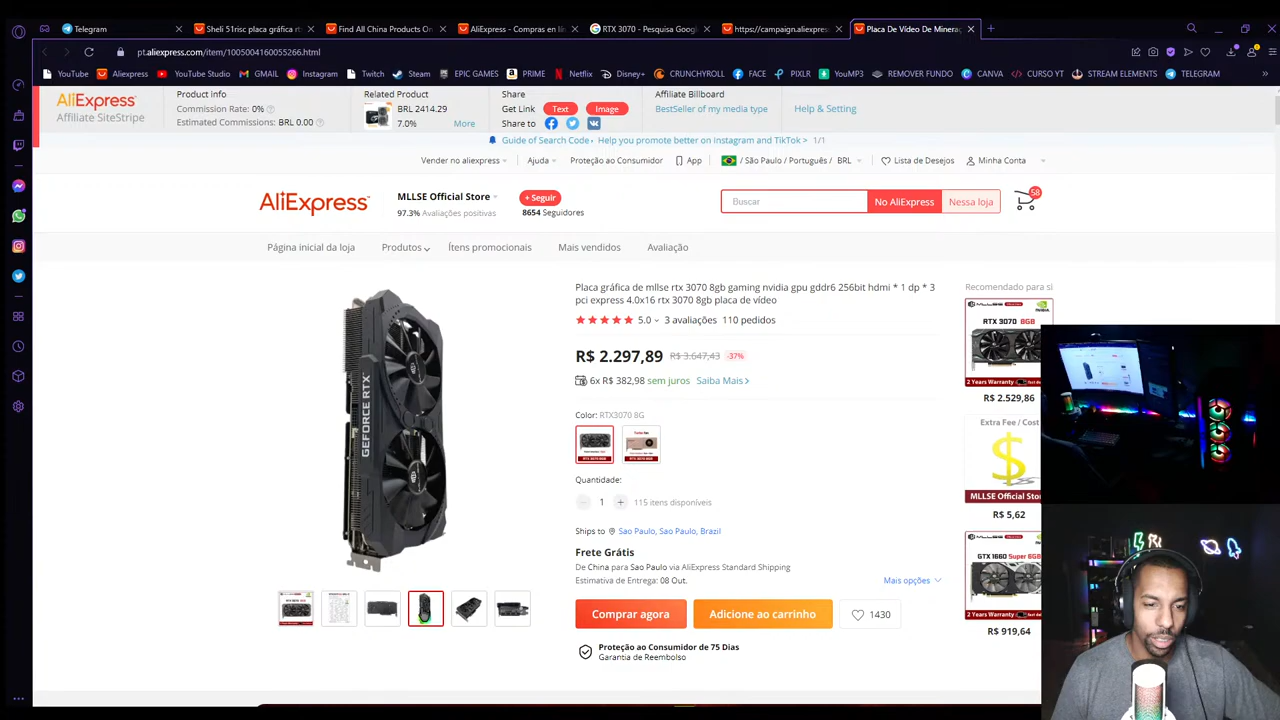 Telegram
Sheli 51risc placa gráfica rt
Find All China Products On
AliExpress - Compras en lí
RTX 3070 - Pesquisa Googl
https://campaign.aliexpress
Placa De Vídeo De Mineraç
pt.aliexpress.com/item/1005004160055266.html
YouTube
Aliexpress
YouTube Studio
GMAIL
Instagram
Twitch
Steam
EPIC GAMES
PRIME
Netflix
Disney+
CRUNCHYROLL
FACE
PIXLR
YouMP3
REMOVER FUNDO
CANVA
CURSO YT
STREAM ELEMENTS
TELEGRAM
AliExpress
Affiliate SiteStripe
Product info
Commission Rate: 0%
Estimated Commissions: BRL 0.00
Related Product
BRL 2414.29
7.0%
More
Share
Get Link
Text
Image
Share to
Affiliate Billboard
BestSeller of my media type
Help & Setting
Guide of Search Code› Help you promote better on Instagram and TikTok > 1/1
Vender no aliexpress
Ajuda
Proteção ao Consumidor
App
/ São Paulo / Português / BRL
Lista de Desejos
Minha Conta
AliExpress
MLLSE Official Store
97.3% Avaliações positivas
+ Seguir
8654 Seguidores
Buscar
No AliExpress
Nessa loja
58
Página inicial da loja
Produtos
Ítens promocionais
Mais vendidos
Avaliação
Placa gráfica de mllse rtx 3070 8gb gaming nvidia gpu gddr6 256bit hdmi * 1 dp * 3
pci express 4.0x16 rtx 3070 8gb placa de vídeo
5.0
3 avaliações
110 pedidos
R$ 2.297,89
R$ 3.647,43
-37%
6x R$ 382,98 sem juros
Saiba Mais
Color: RTX3070 8G
Quantidade:
1
115 itens disponíveis
Ships to
Sao Paulo, Sao Paulo, Brazil
Frete Grátis
De China para Sao Paulo via AliExpress Standard Shipping
Estimativa de Entrega: 08 Out.
Mais opções
Comprar agora
Adicione ao carrinho
1430
Proteção ao Consumidor de 75 Dias
Garantia de Reembolso
GEFORCE RTX
Recomendado para si
RTX 3070 8GB
2 Years Warranty
R$ 2.529,86
Extra Fee / Cost
MLLSE Official Sto
R$ 5,62
GTX 1660 Super 8GB
2 Years Warranty
R$ 919,64